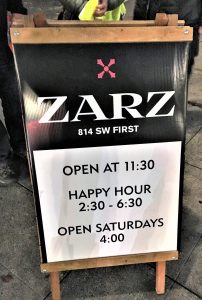 ZARZ
814 SW FIRST
OPEN AT 11:30
HAPPY HOUR
2:30 - 6:30
OPEN SATURDAYS
4:00